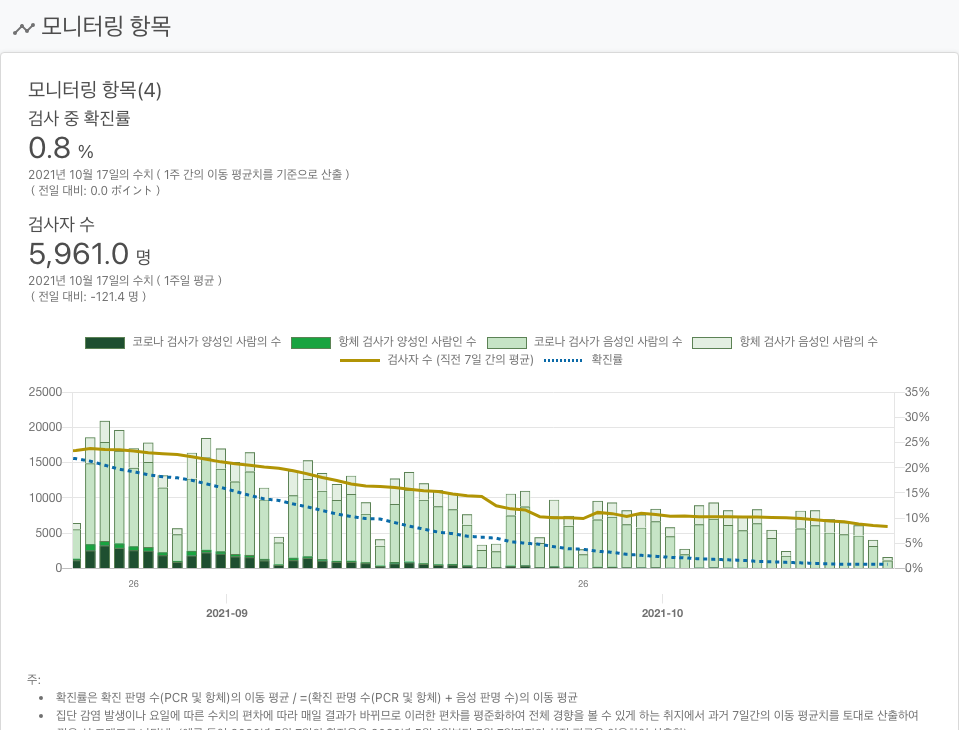 모니터링 항목
모니터링 항목(4)
검사 중 확진률
0.8 %
2021년 10월 17일의 수치 ( 1주 간의 이동 평균치를 기준으로 산출 )
( 전일 대비: 0.0 ポイント )
검사자 수
5,961.0 명
2021년 10월 17일의 수치 ( 1주일 평균 )
( 전일 대비: -121.4 명 )
코로나 검사가 양성인 사람의 수 항체 검사가 양성인 사람인 수 코로나 검사가 음성인 사람의 수 항체 검사가 음성인 사람의 수
검사자 수 (직전 7일 간의 평균) 확진률
25000 35%
30%
20000
25%
15000 20%
15%
10000
10%
5000
5%
0 0%
26 26
2021-09 2021-10
주:
• 확진률은 확진 판명 수(PCR 및 항체)의 이동 평균 / =(확진 판명 수(PCR 및 항체) + 음성 판명 수)의 이동 평균
• 집단 감염 발생이나 요일에 따른 수치의 편차에 따라 매일 결과가 바뀌므로 이러한 편차를 평준화하여 전체 경향을 볼 수 있게 하는 취지에서 과거 7일간의 이동 평균치를 토대로 산출하여